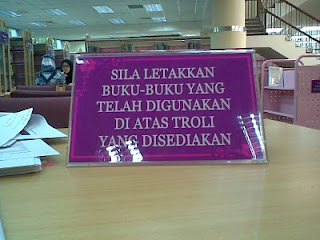 SILA LETAKKAN
BUKU-BUKU YANG
TELAH DIGUNAKAN
DI ATAS TROLI
YANG DISEDIAKAN